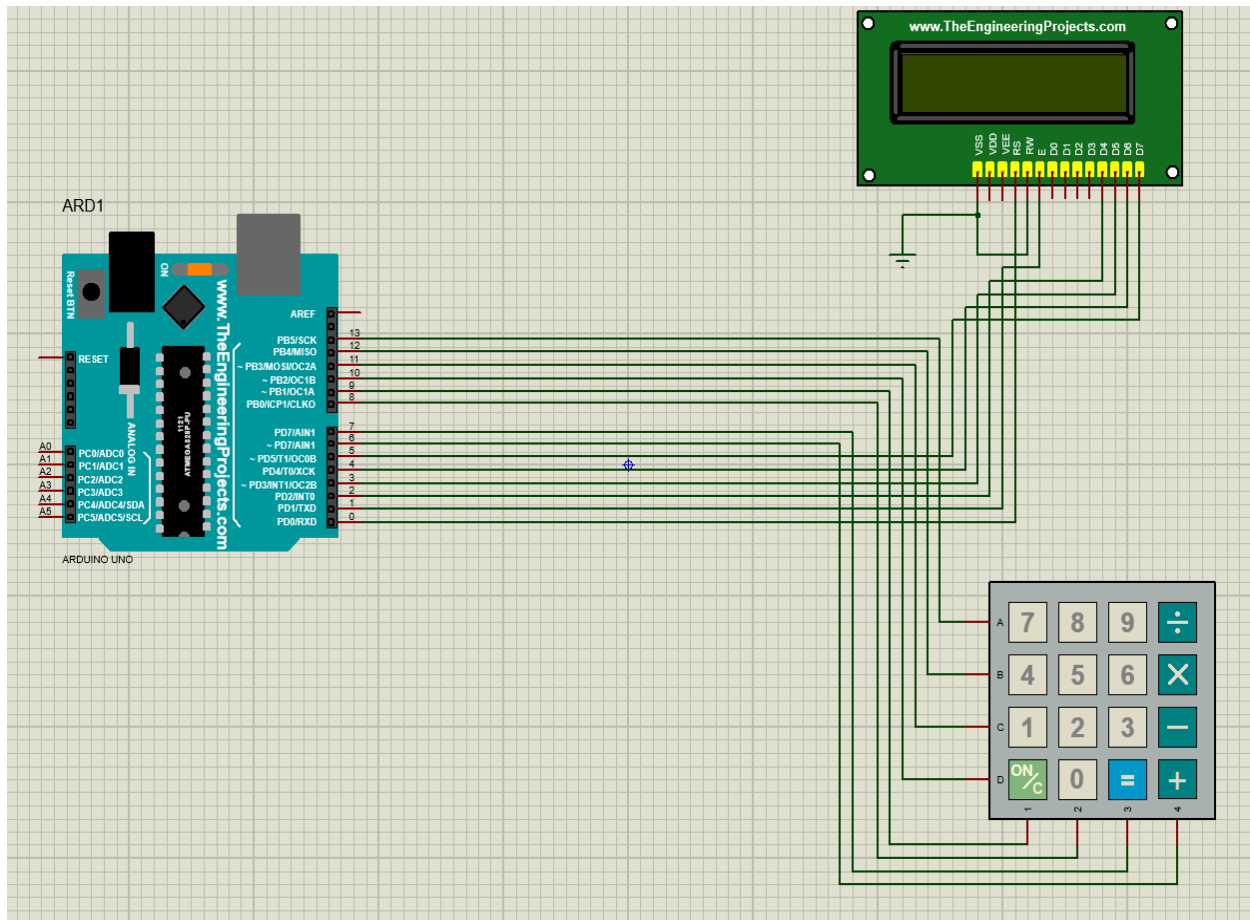 www.TheEngineeringProjects.com
VSS
VDD
VEE
RS
RW
E
D0
D1
D2
D3
D4
D5
D6
D7
ARD1
Reset BTN
ON
www.TheEngineeringProjects.com
AREF
PB5/SCK 13
PB4/MISO 12
~ PB3/MOSI/OC2A 11
~ PB2/OC1B 10
~ PB1/OC1A 9
PB0/ICP1/CLKO 8
RESET
1121
ATMEGA328P-PU
ANALOG IN
PD7/AIN1 7
~ PD7/AIN1 6
~ PD5/T1/OC0B 5
PD4/T0/XCK 4
~ PD3/INT1/OC2B 3
PD2/INT0 2
PD1/TXD 1
PD0/RXD 0
A0 PC0/ADC0
A1 PC1/ADC1
A2 PC2/ADC2
A3 PC3/ADC3
A4 PC4/ADC4/SDA
A5 PC5/ADC5/SCL
ARDUINO UNO
A 7 8 9 ÷
B 4 5 6 ×
C 1 2 3 −
D ON/C 0 = +
1 2 3 4